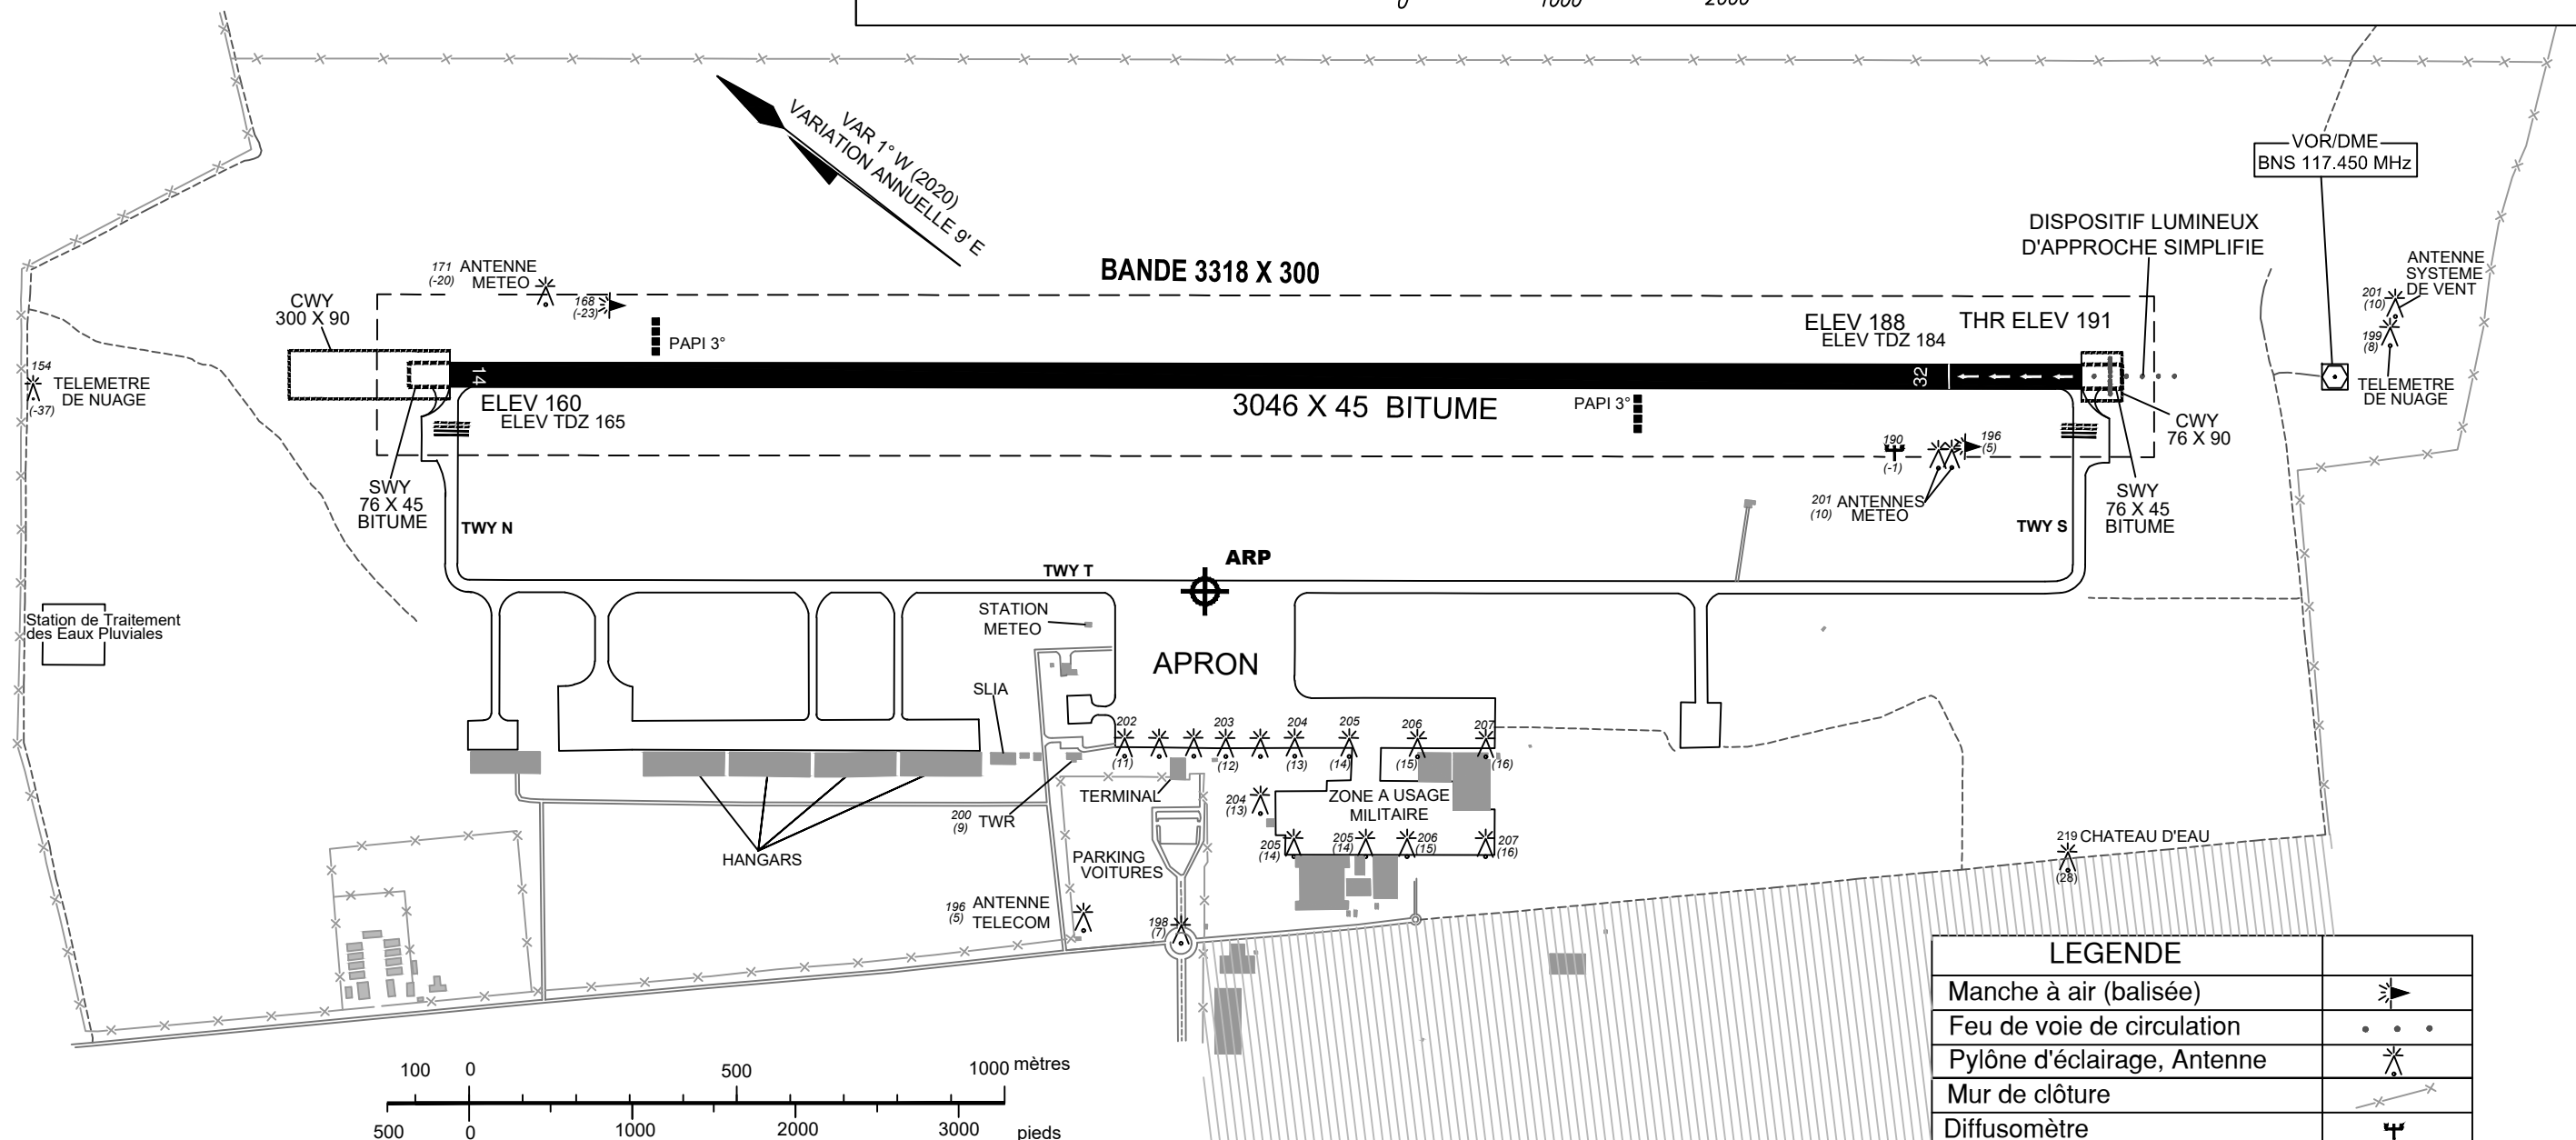 0 1000 2000
VAR 1° W (2020)
VARIATION ANNUELLE 9' E
VOR/DME
BNS 117.450 MHz
DISPOSITIF LUMINEUX
D'APPROCHE SIMPLIFIE
ANTENNE
SYSTEME
DE VENT
201
(10)
199
(8)
TELEMETRE
DE NUAGE
BANDE 3318 X 300
171
(-20)
ANTENNE
METEO
168
(-23)
CWY
300 X 90
PAPI 3°
ELEV 188
ELEV TDZ 184
THR ELEV 191
154
(-37)
TELEMETRE
DE NUAGE
14
32
ELEV 160
ELEV TDZ 165
3046 X 45 BITUME
PAPI 3°
CWY
76 X 90
190
(-1)
196
(5)
201
(10)
ANTENNES
METEO
SWY
76 X 45
BITUME
SWY
76 X 45
BITUME
TWY N
TWY S
ARP
TWY T
STATION
METEO
Station de Traitement
des Eaux Pluviales
APRON
SLIA
202
(11)
203
(12)
204
(13)
205
(14)
206
(15)
207
(16)
TERMINAL
204
(13)
ZONE A USAGE
MILITAIRE
200
(9)
TWR
205
(14)
205
(14)
206
(15)
207
(16)
219
CHATEAU D'EAU
(28)
HANGARS
PARKING
VOITURES
196
(5)
ANTENNE
TELECOM
198
(7)
LEGENDE
Manche à air (balisée)
Feu de voie de circulation
Pylône d'éclairage, Antenne
Mur de clôture
Diffusomètre
100 0 500 1000 mètres
500 0 1000 2000 3000 pieds